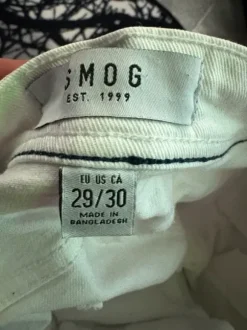 SMOG
EST. 1999
EU US CA
29/30
MADE IN
BANGLADESH